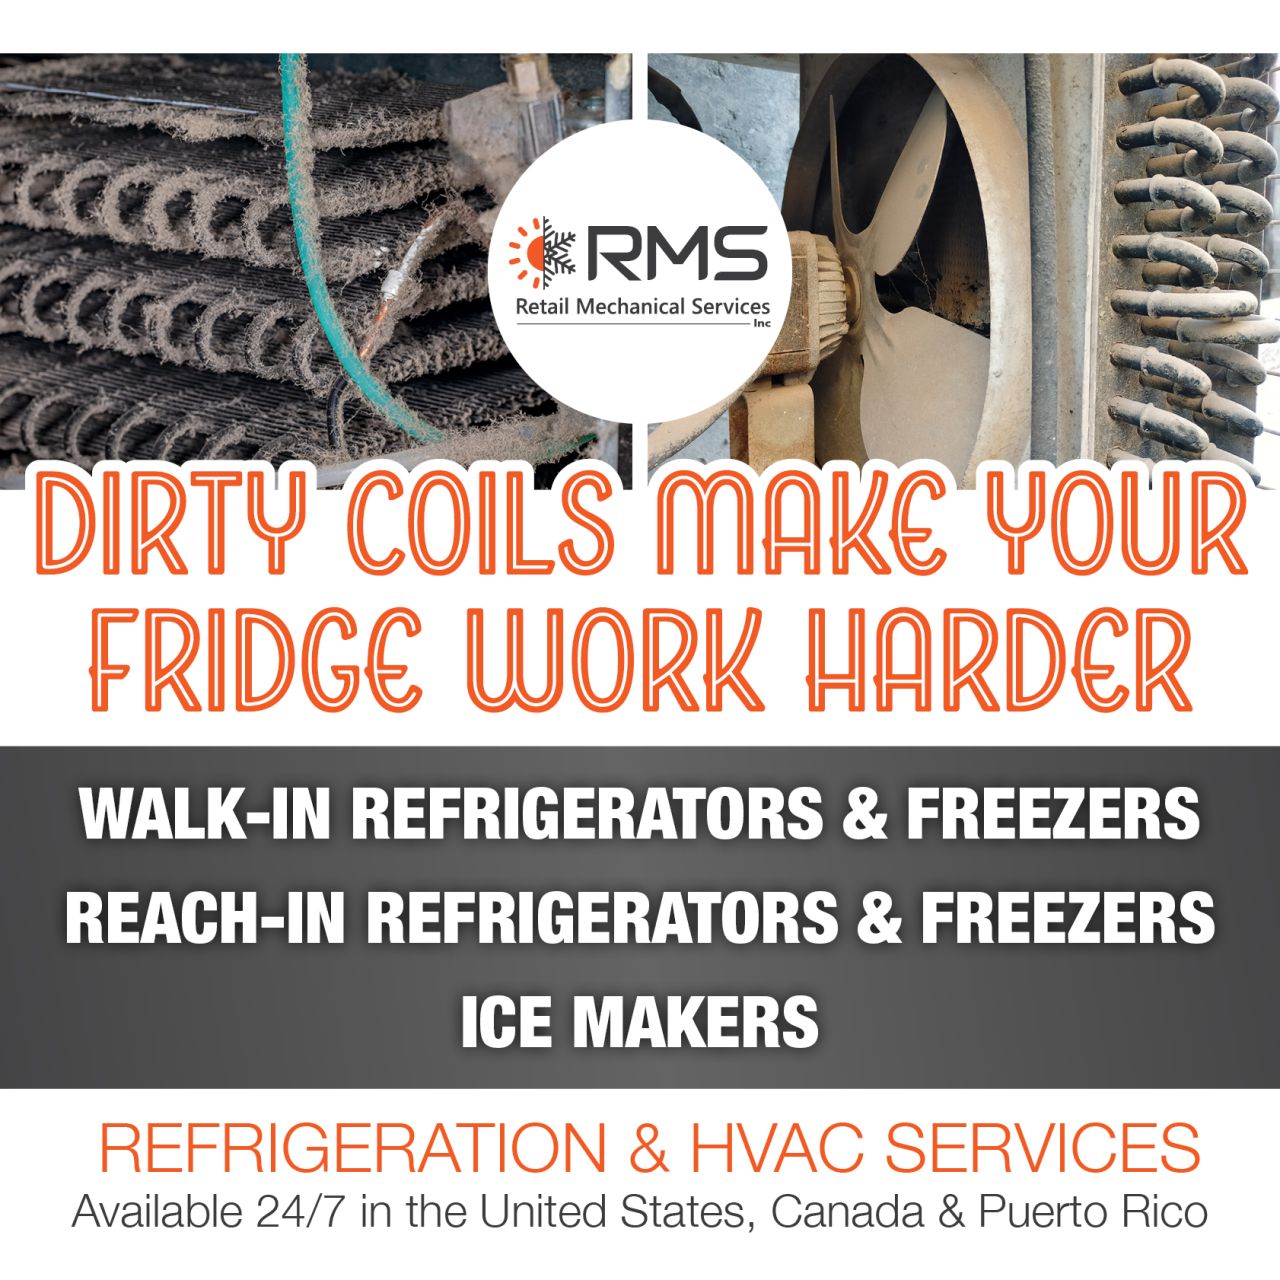 RMS
Retail Mechanical Services
Inc
DIRTY COILS MAKE YOUR
FRIDGE WORK HARDER
WALK-IN REFRIGERATORS & FREEZERS
REACH-IN REFRIGERATORS & FREEZERS
ICE MAKERS
REFRIGERATION & HVAC SERVICES
Available 24/7 in the United States, Canada & Puerto Rico